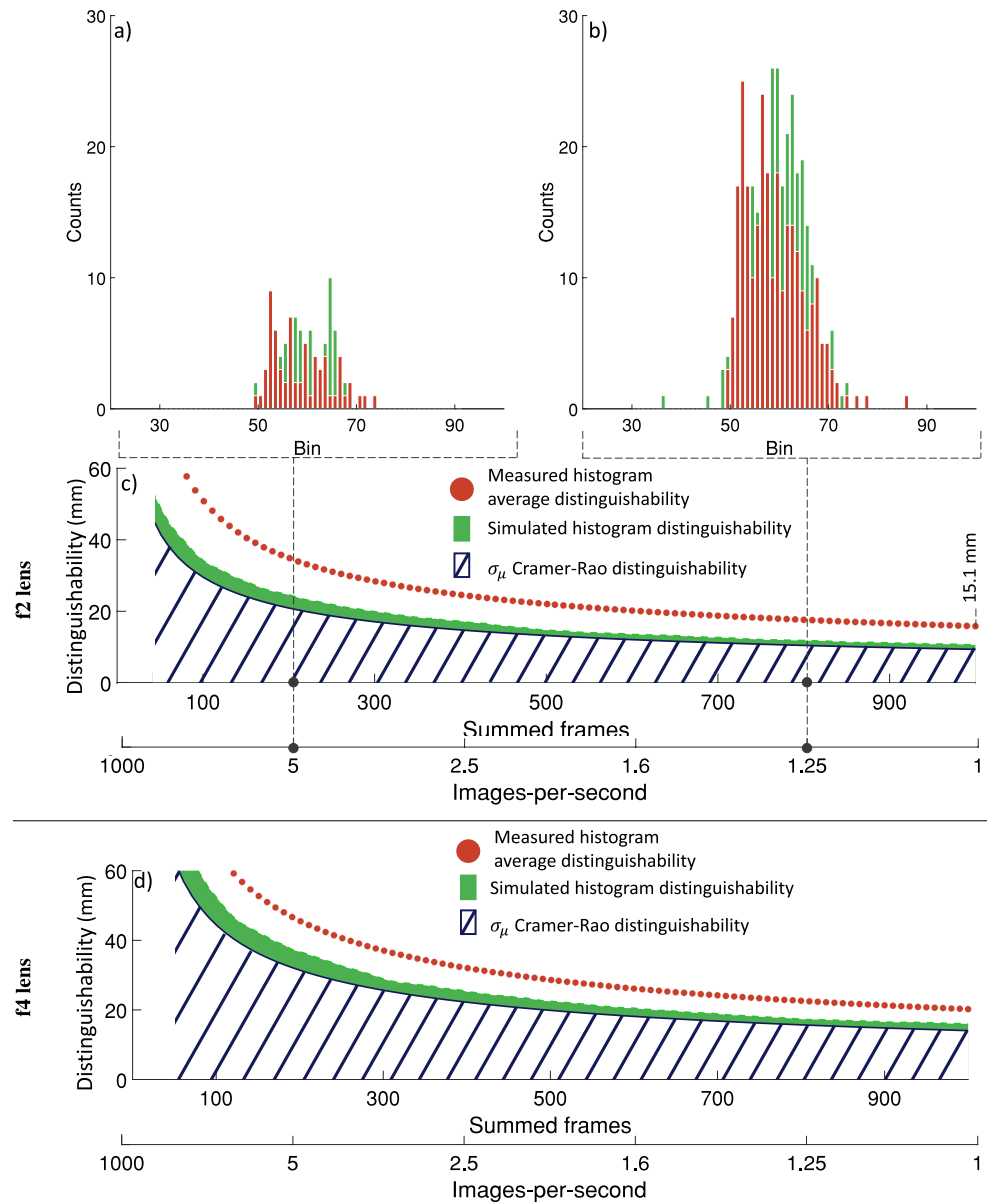 a)
30
20
10
0
Counts
30 50 70 90
Bin
b)
30
20
10
0
Counts
30 50 70 90
Bin
f2 lens
c)
60
40
20
0
Distinguishability (mm)
Measured histogram
average distinguishability
Simulated histogram distinguishability
σμ Cramer-Rao distinguishability
15.1 mm
100 300 500 700 900
Summed frames
1000 5 2.5 1.6 1.25 1
Images-per-second
f4 lens
d)
60
40
20
0
Distinguishability (mm)
Measured histogram
average distinguishability
Simulated histogram distinguishability
σμ Cramer-Rao distinguishability
100 300 500 700 900
Summed frames
1000 5 2.5 1.6 1.25 1
Images-per-second